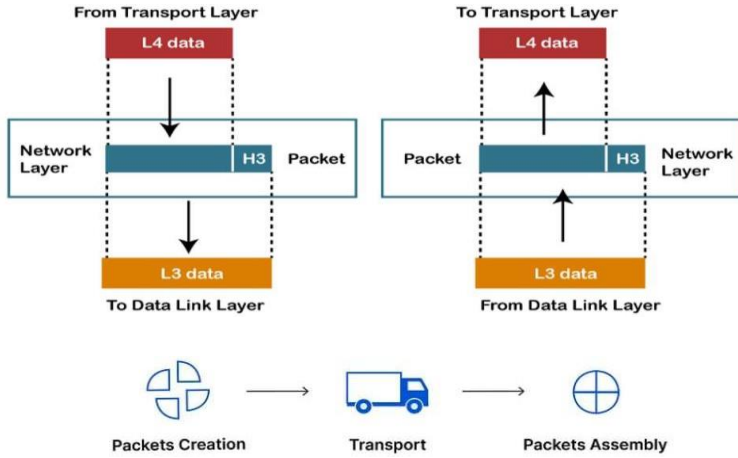 From Transport Layer
L4 data
Network
Layer
H3
Packet
L3 data
To Data Link Layer
To Transport Layer
L4 data
Packet
H3
Network
Layer
L3 data
From Data Link Layer
Packets Creation
Transport
Packets Assembly